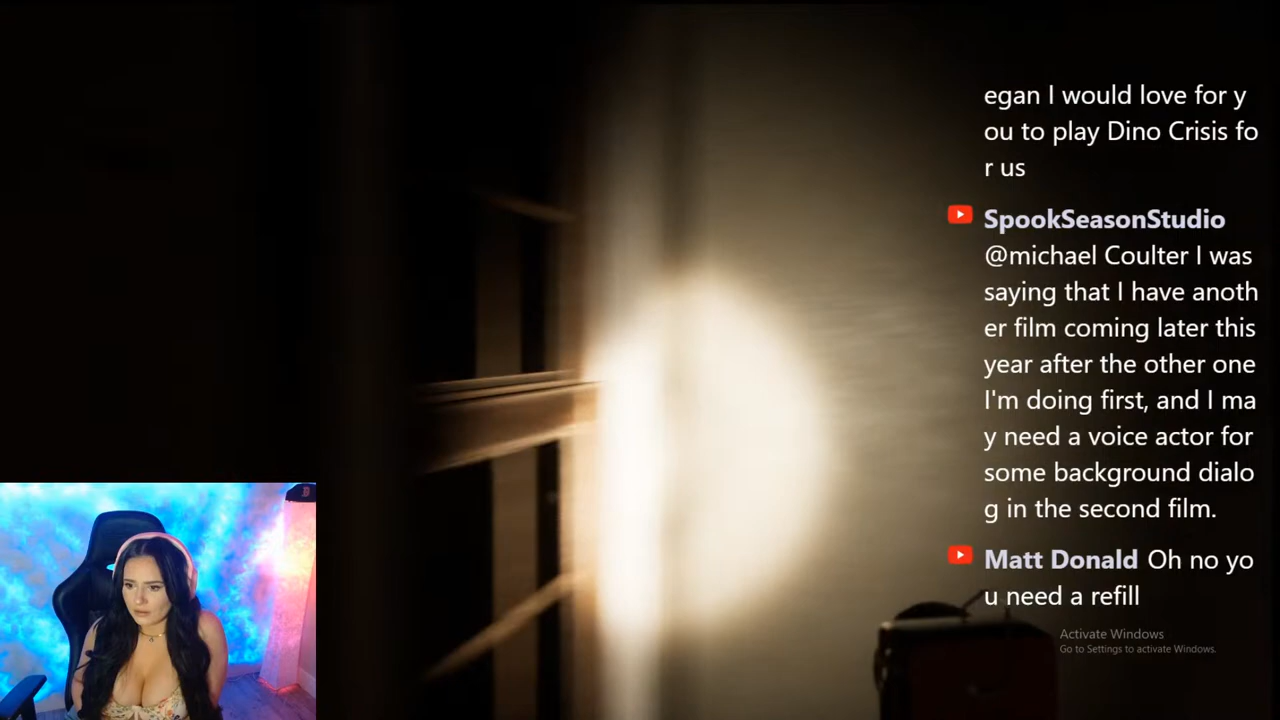 egan I would love for y
ou to play Dino Crisis fo
r us
SpookSeasonStudio
@michael Coulter I was
saying that I have anoth
er film coming later this
year after the other one
I'm doing first, and I ma
y need a voice actor for
some background dialo
g in the second film.
Matt Donald Oh no yo
u need a refill
Activate Windows
Go to Settings to activate Windows.